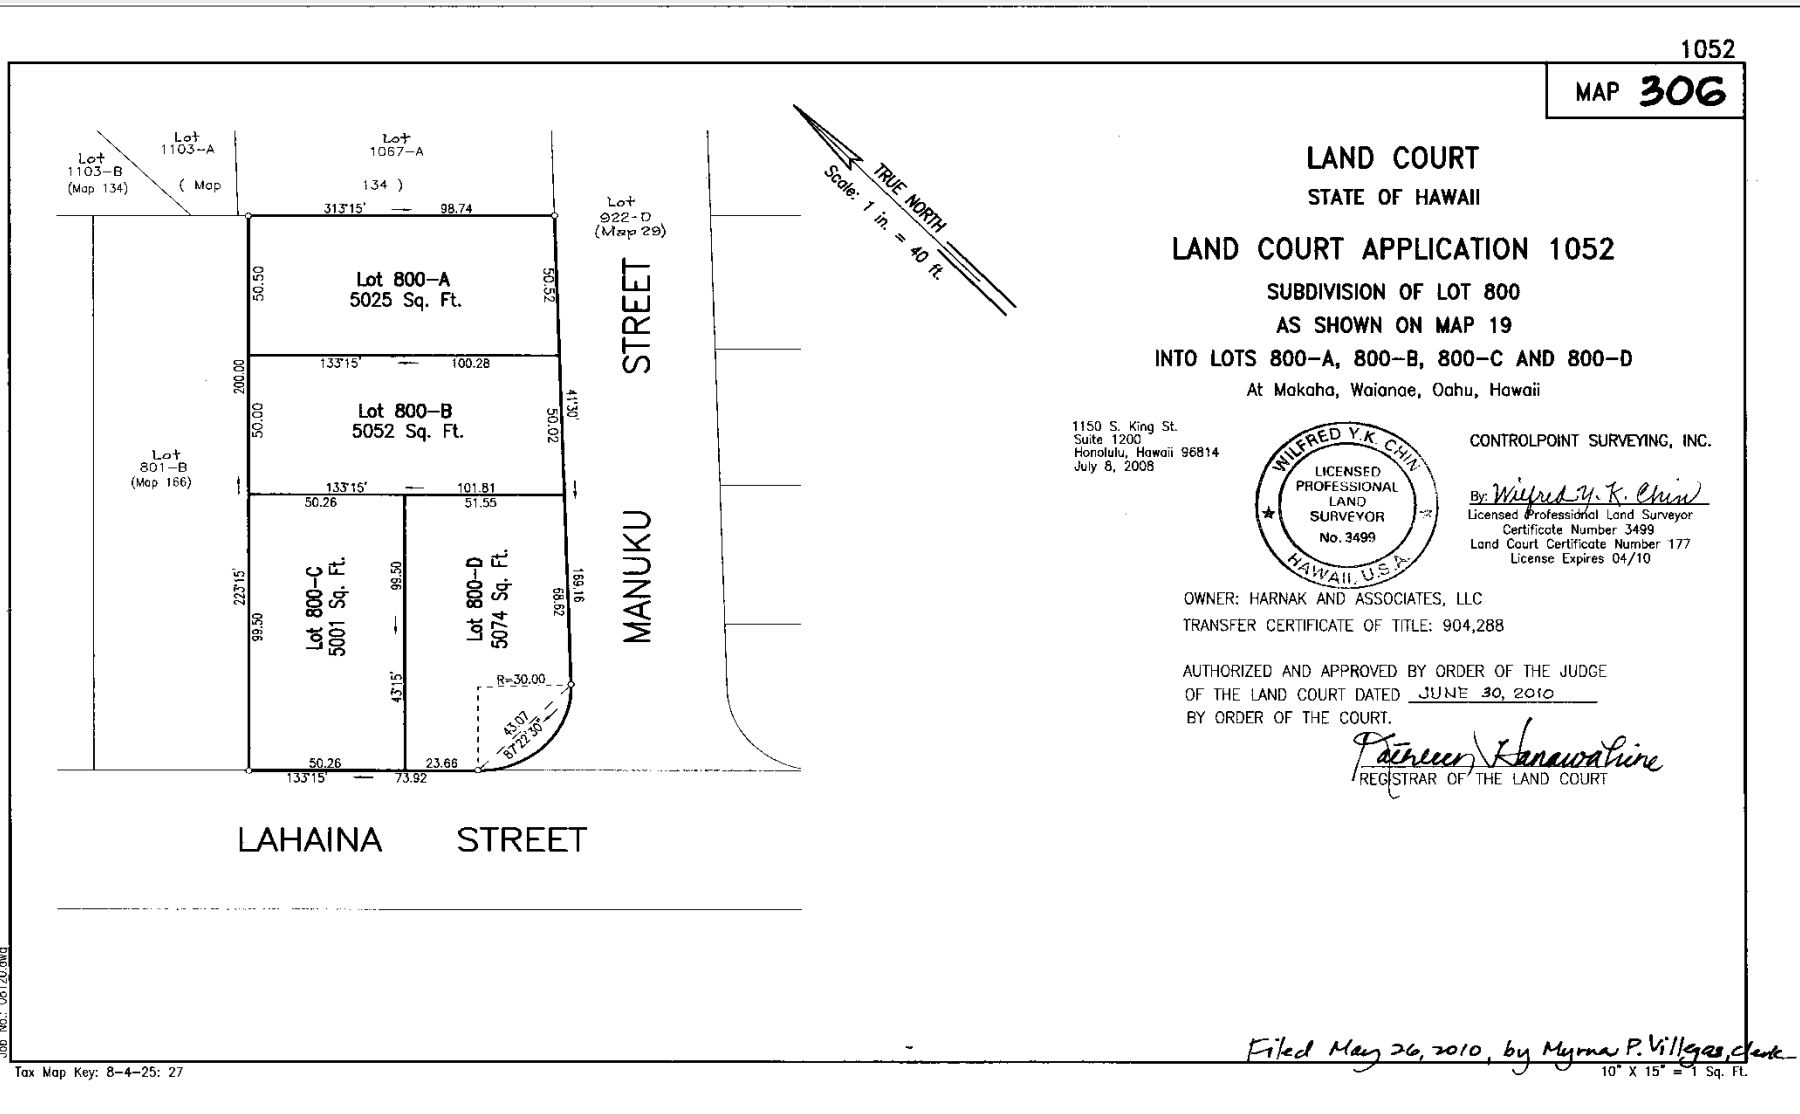 1052
MAP 306
LAND COURT
STATE OF HAWAII
LAND COURT APPLICATION 1052
SUBDIVISION OF LOT 800
AS SHOWN ON MAP 19
INTO LOTS 800-A, 800-B, 800-C AND 800-D
At Makaha, Waianae, Oahu, Hawaii
1150 S. King St.
Suite 1200
Honolulu, Hawaii 96814
July 8, 2008
WILFRED Y.K. CHIN
LICENSED
PROFESSIONAL
LAND
SURVEYOR
No. 3499
HAWAII, U.S.A.
CONTROLPOINT SURVEYING, INC.
By: Wilfred Y. K. Chin
Licensed Professional Land Surveyor
Certificate Number 3499
Land Court Certificate Number 177
License Expires 04/10
OWNER: HARNAK AND ASSOCIATES, LLC
TRANSFER CERTIFICATE OF TITLE: 904,288
AUTHORIZED AND APPROVED BY ORDER OF THE JUDGE
OF THE LAND COURT DATED JUNE 30, 2010
BY ORDER OF THE COURT.
REGISTRAR OF THE LAND COURT
Lot
1103-B
(Map 134)
Lot
1103-A
Lot
1067-A
( Map 134 )
313°15' 98.74
Lot
922-D
(Map 29)
TRUE NORTH
Scale: 1 in. = 40 ft.
50.50
Lot 800-A
5025 Sq. Ft.
50.52
133°15' 100.28
200.00
50.00
Lot 800-B
5052 Sq. Ft.
50.02
41°30'
133°15' 101.81
50.26
51.55
Lot
801-B
(Map 166)
223°15'
99.50
Lot 800-C
5001 Sq. Ft.
99.50
43°15'
Lot 800-D
5074 Sq. Ft.
68.62
169.16
R=30.00
43.07
87°22'30"
50.26
23.66
133°15' 73.92
MANUKU STREET
LAHAINA STREET
Job No.: 08120.dwg
Tax Map Key: 8-4-25: 27
Filed May 26, 2010, by Myrna P. Villegas, clerk
10" X 15" = 1 Sq. Ft.